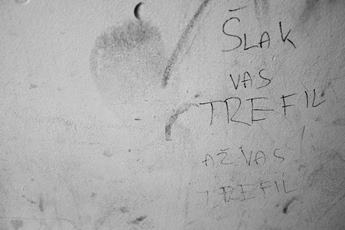 ŠLAK
VAS
TREFIL
AŽ VAS
TREFIL